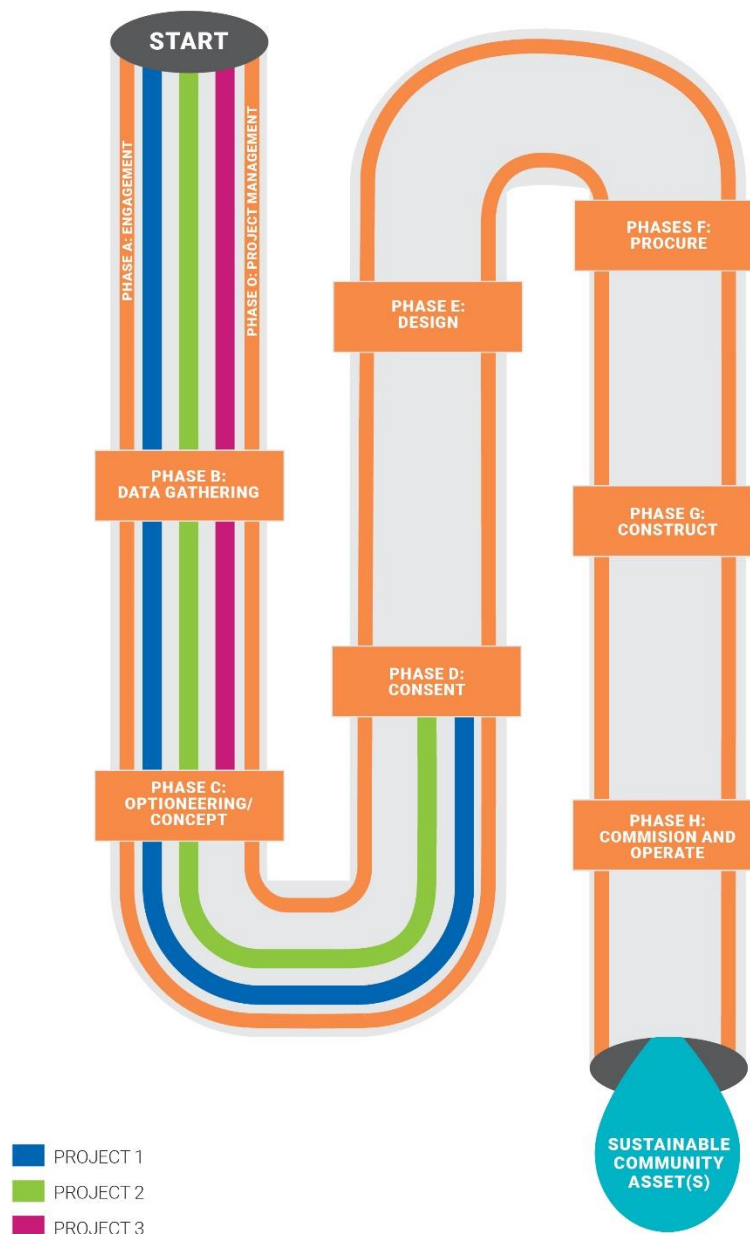 START
PHASE A: ENGAGEMENT
PHASE O: PROJECT MANAGEMENT
PHASE B:
DATA GATHERING
PHASE C:
OPTIONEERING/
CONCEPT
PHASE D:
CONSENT
PHASE E:
DESIGN
PHASES F:
PROCURE
PHASE G:
CONSTRUCT
PHASE H:
COMMISION AND
OPERATE
SUSTAINABLE
COMMUNITY
ASSET(S)
PROJECT 1
PROJECT 2
PROJECT 3